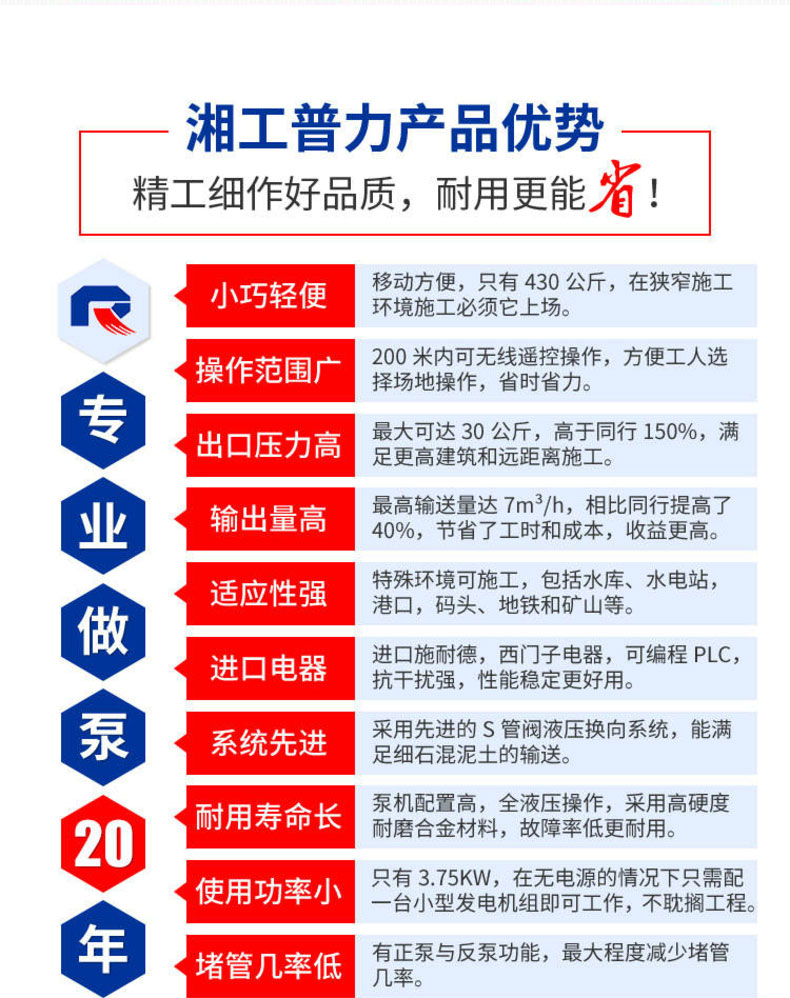 湘工普力产品优势
精工细作好品质，耐用更能省！
小巧轻便
移动方便，只有 430 公斤，在狭窄施工
环境施工必须它上场。
操作范围广
200 米内可无线遥控操作，方便工人选
择场地操作，省时省力。
出口压力高
最大可达 30 公斤，高于同行 150%，满
足更高建筑和远距离施工。
输出量高
最高输送量达 7m³/h，相比同行提高了
40%，节省了工时和成本，收益更高。
适应性强
特殊环境可施工，包括水库、水电站，
港口，码头、地铁和矿山等。
进口电器
进口施耐德，西门子电器，可编程 PLC，
抗干扰强，性能稳定更好用。
系统先进
采用先进的 S 管阀液压换向系统，能满
足细石混泥土的输送。
耐用寿命长
泵机配置高，全液压操作，采用高硬度
耐磨合金材料，故障率低更耐用。
使用功率小
只有 3.75KW，在无电源的情况下只需配
一台小型发电机组即可工作，不耽搁工程。
堵管几率低
有正泵与反泵功能，最大程度减少堵管
几率。
专
业
做
泵
20
年